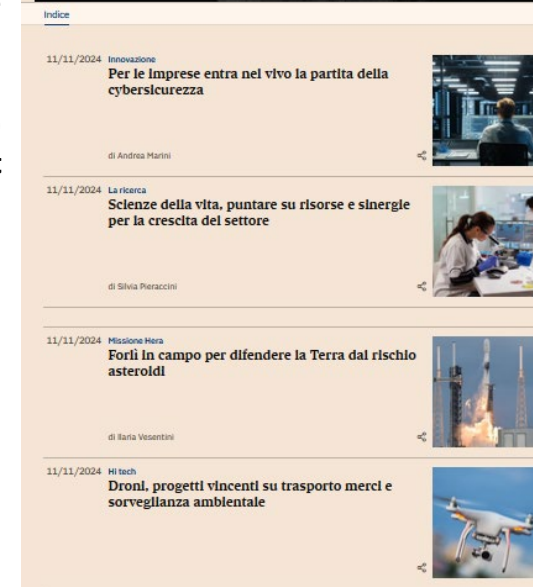 Indice
11/11/2024 Innovazione
Per le imprese entra nel vivo la partita della
cybersicurezza
di Andrea Marini
11/11/2024 La ricerca
Scienze della vita, puntare su risorse e sinergie
per la crescita del settore
di Silvia Pieraccini
11/11/2024 Missione Hera
Forlì in campo per difendere la Terra dal rischio
asteroidi
di Ilaria Vesentini
11/11/2024 Hi tech
Droni, progetti vincenti su trasporto merci e
sorveglianza ambientale